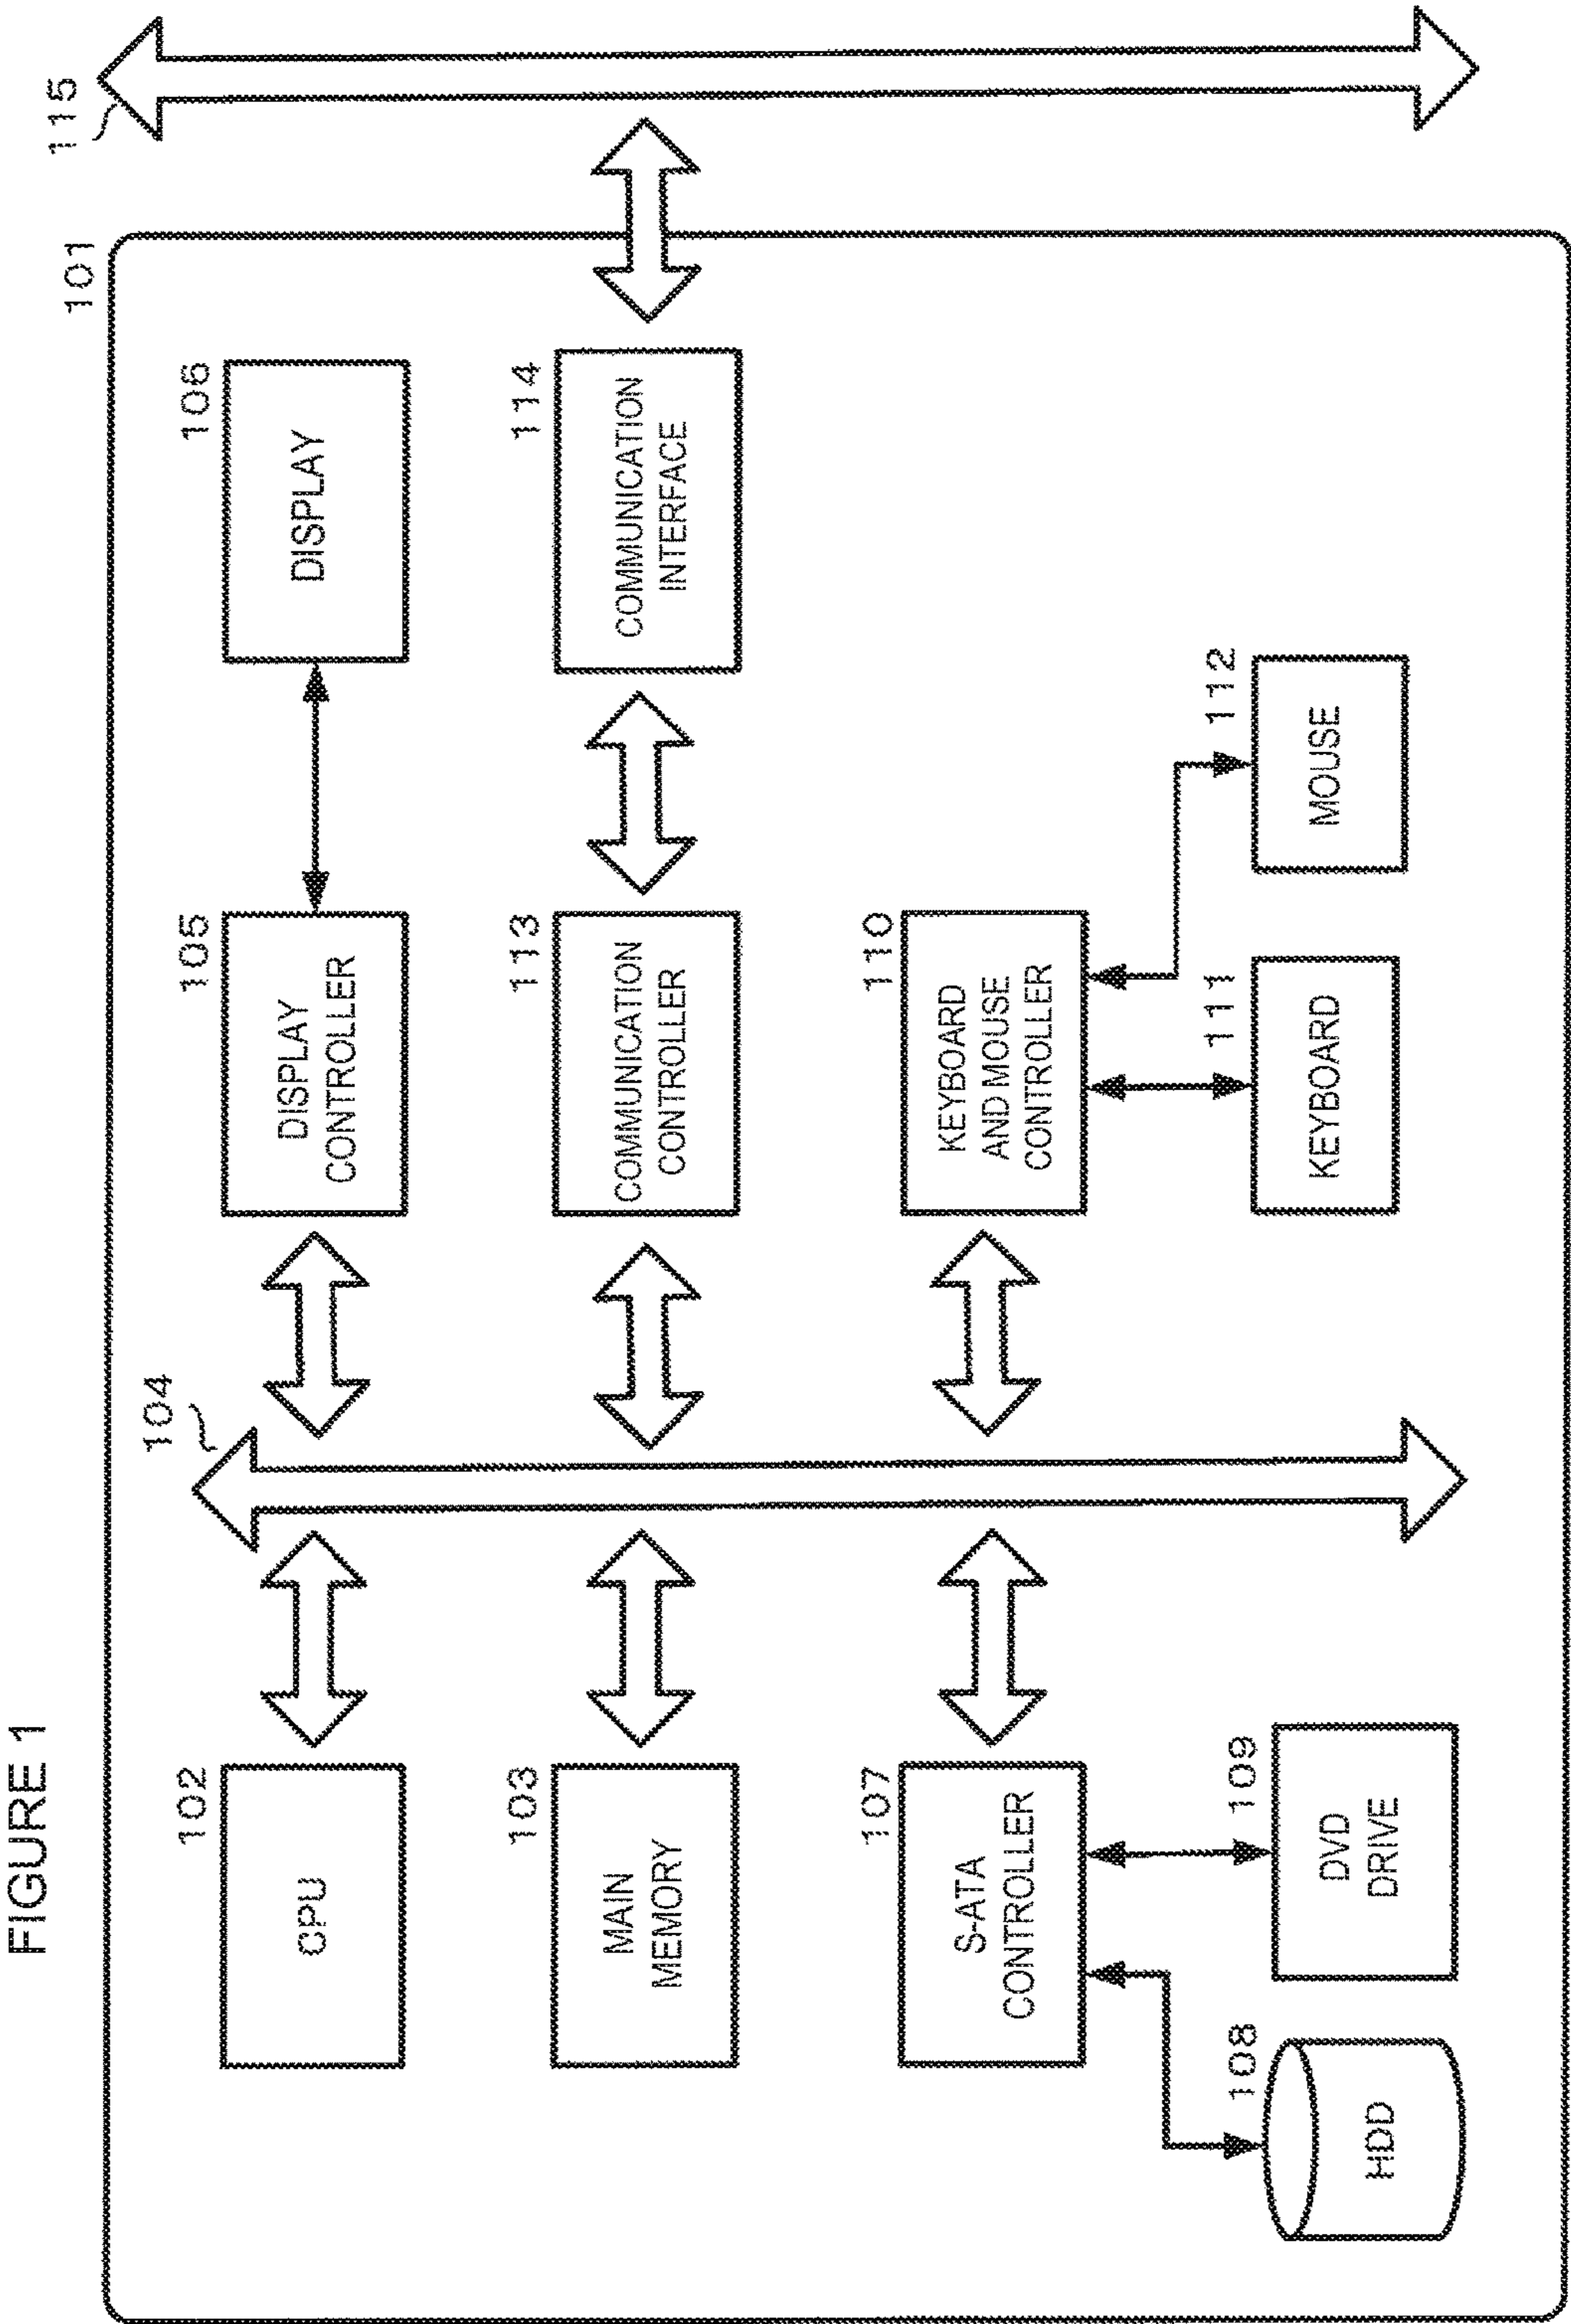 FIGURE 1
101
115
102
CPU
104
105
DISPLAY
CONTROLLER
106
DISPLAY
103
MAIN
MEMORY
113
COMMUNICATION
CONTROLLER
114
COMMUNICATION
INTERFACE
107
S-ATA
CONTROLLER
110
KEYBOARD
AND MOUSE
CONTROLLER
108
HDD
109
DVD
DRIVE
111
KEYBOARD
112
MOUSE